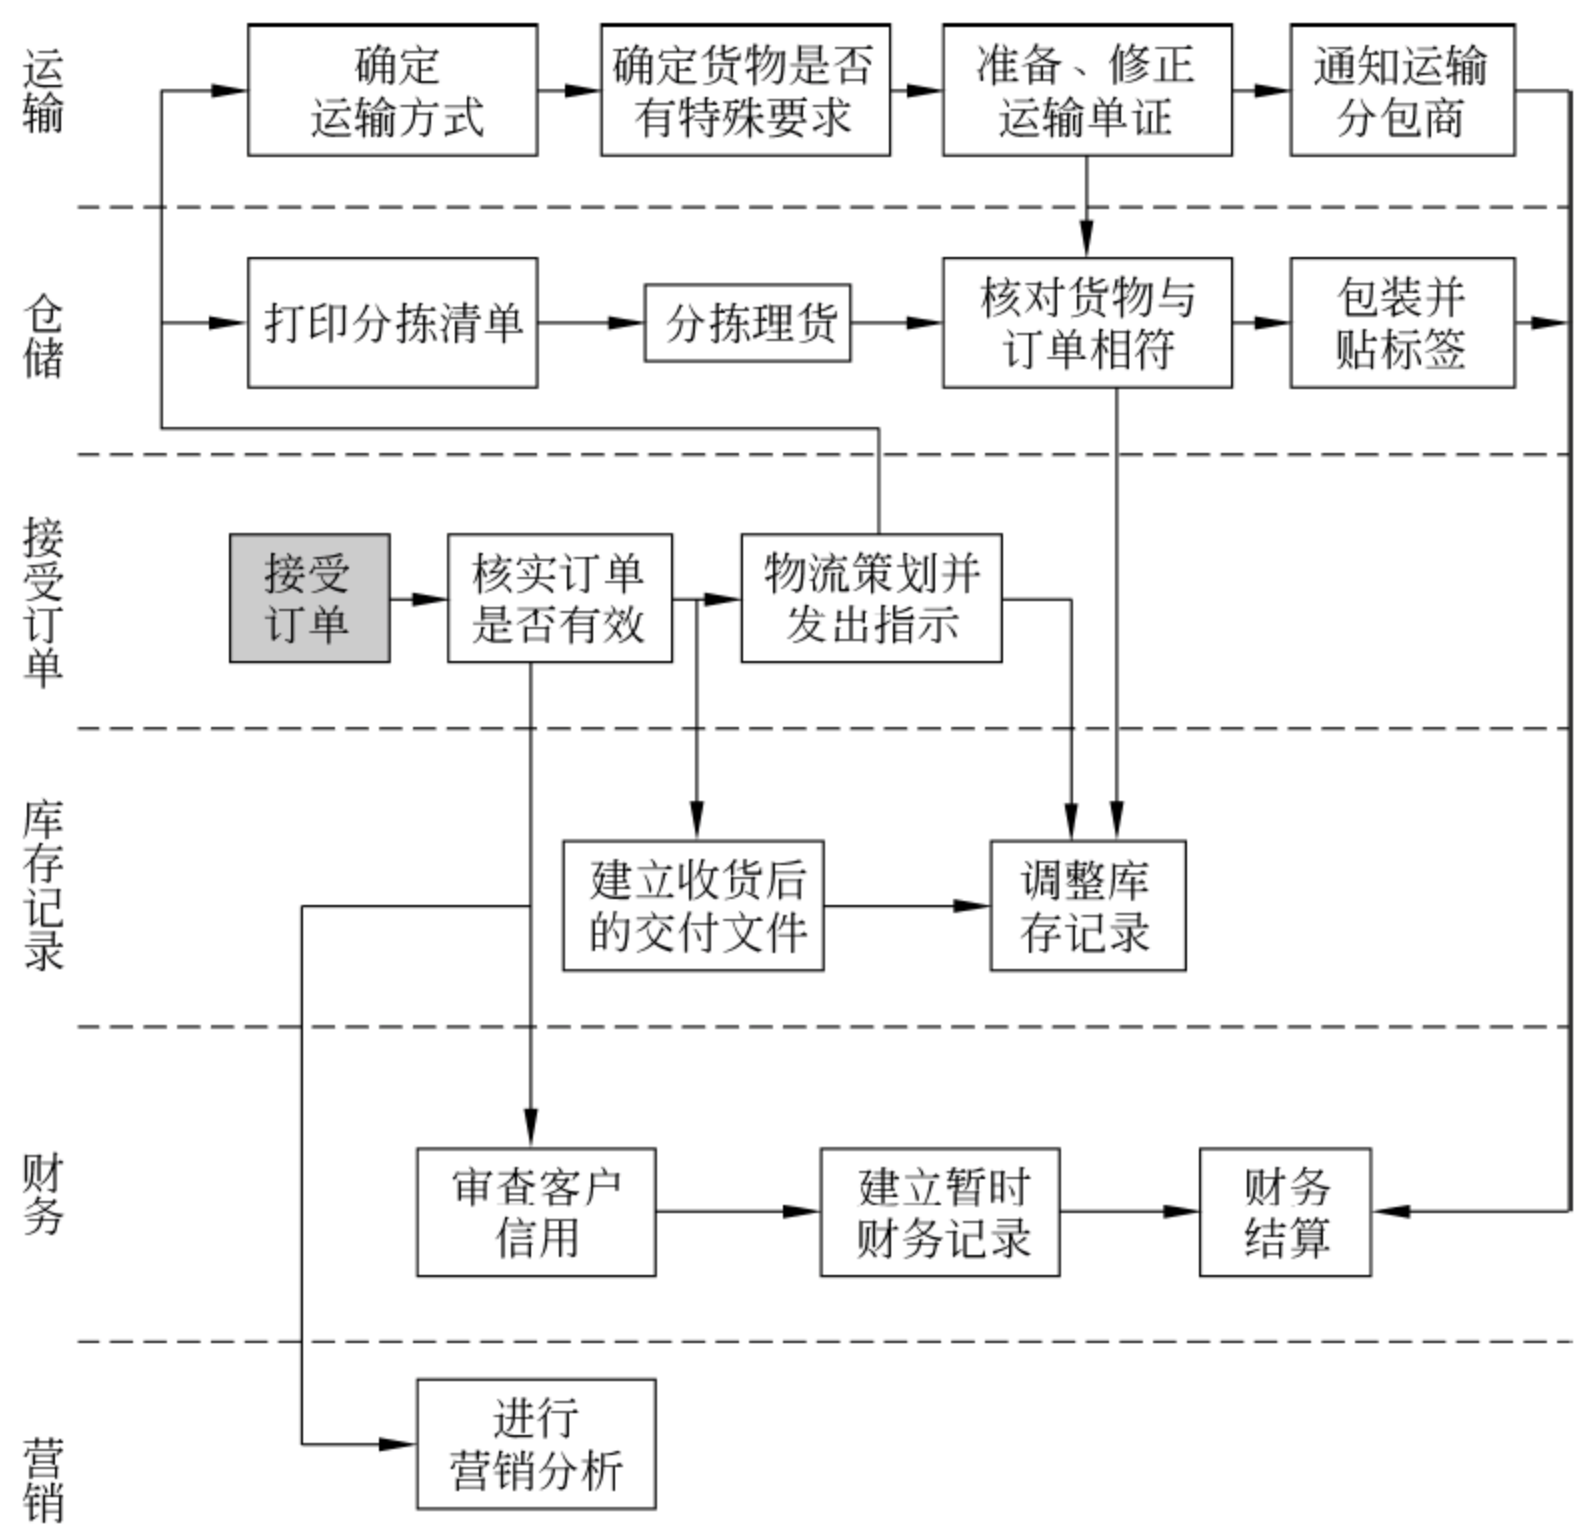 运输
确定
运输方式
确定货物是否
有特殊要求
准备、修正
运输单证
通知运输
分包商
仓储
打印分拣清单
分拣理货
核对货物与
订单相符
包装并
贴标签
接受订单
接受
订单
核实订单
是否有效
物流策划并
发出指示
库存记录
建立收货后
的交付文件
调整库
存记录
财务
审查客户
信用
建立暂时
财务记录
财务
结算
营销
进行
营销分析